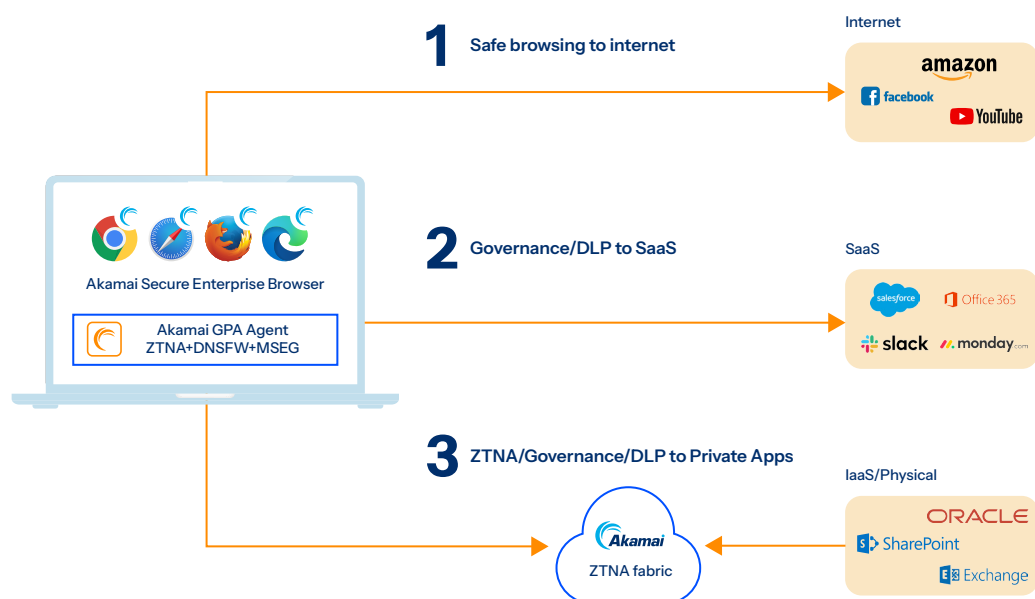 1 Safe browsing to internet
Internet
amazon
facebook
YouTube
Akamai Secure Enterprise Browser
Akamai GPA Agent
ZTNA+DNSFW+MSEG
2 Governance/DLP to SaaS
SaaS
salesforce
Office 365
slack
monday.com
3 ZTNA/Governance/DLP to Private Apps
Akamai
ZTNA fabric
IaaS/Physical
ORACLE
S SharePoint
E Exchange